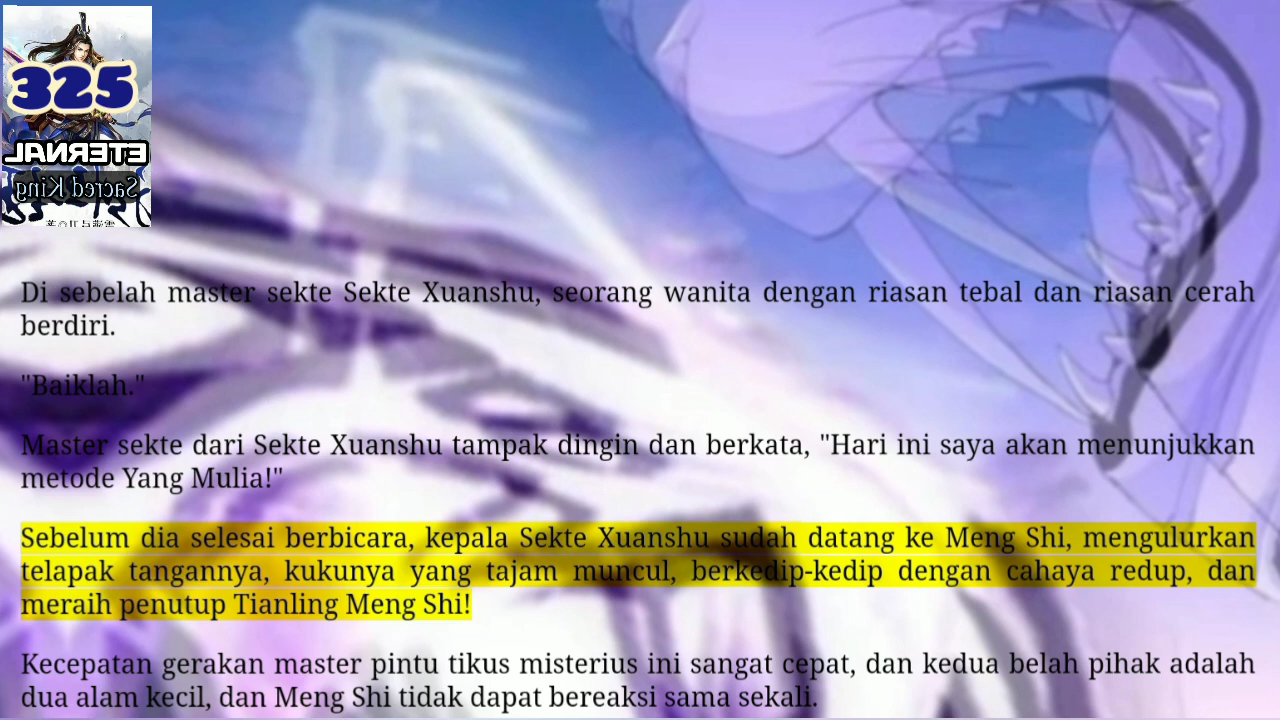 325
ETERNAL
Sacred King
Di sebelah master sekte Sekte Xuanshu, seorang wanita dengan riasan tebal dan riasan cerah
berdiri.
"Baiklah."
Master sekte dari Sekte Xuanshu tampak dingin dan berkata, "Hari ini saya akan menunjukkan
metode Yang Mulia!"
Sebelum dia selesai berbicara, kepala Sekte Xuanshu sudah datang ke Meng Shi, mengulurkan
telapak tangannya, kukunya yang tajam muncul, berkedip-kedip dengan cahaya redup, dan
meraih penutup Tianling Meng Shi!
Kecepatan gerakan master pintu tikus misterius ini sangat cepat, dan kedua belah pihak adalah
dua alam kecil, dan Meng Shi tidak dapat bereaksi sama sekali.